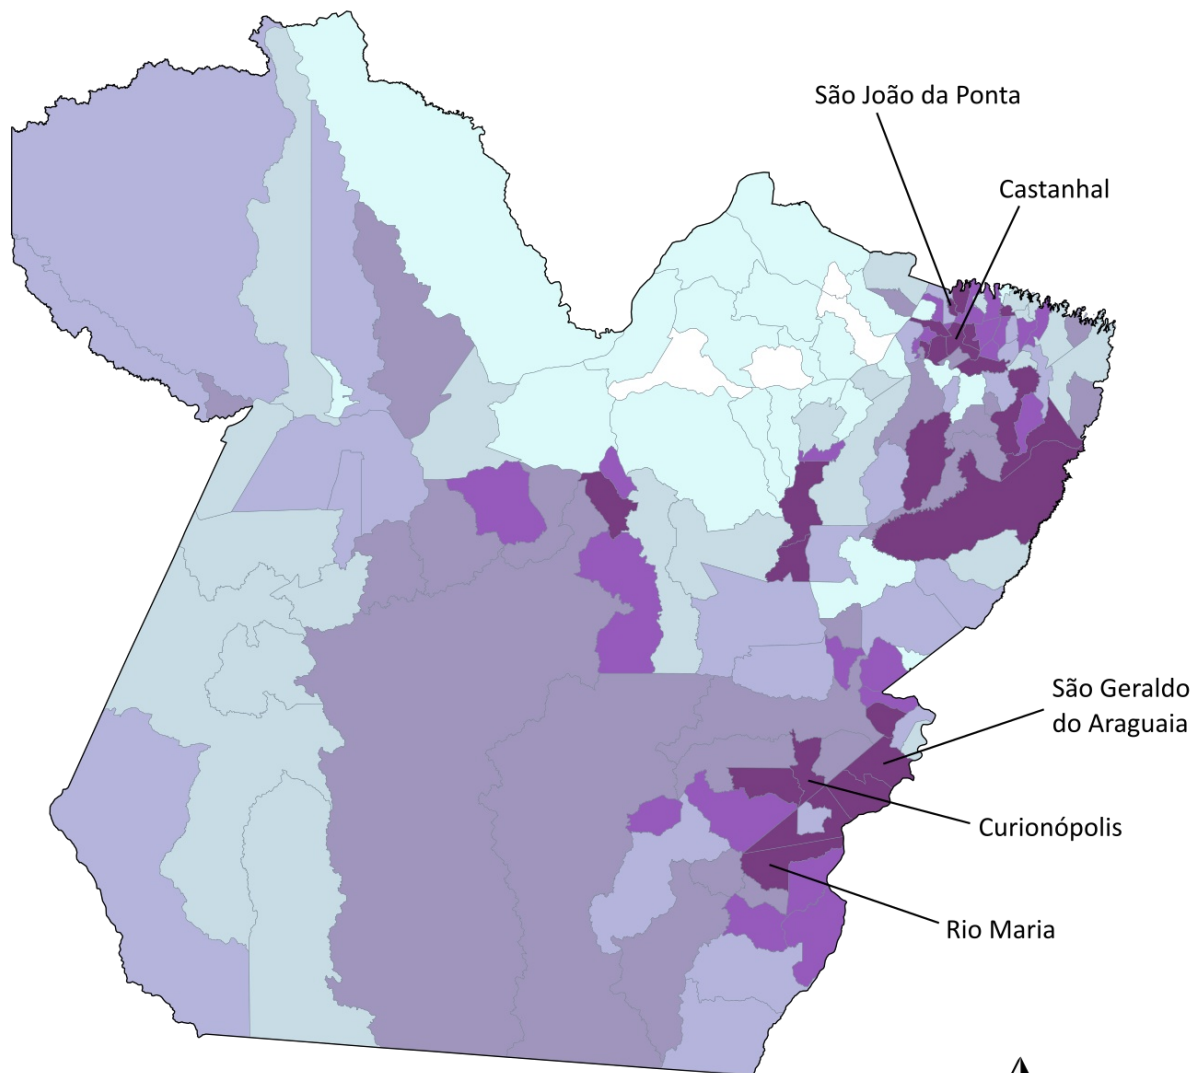 São João da Ponta
Castanhal
São Geraldo
do Araguaia
Curionópolis
Rio Maria